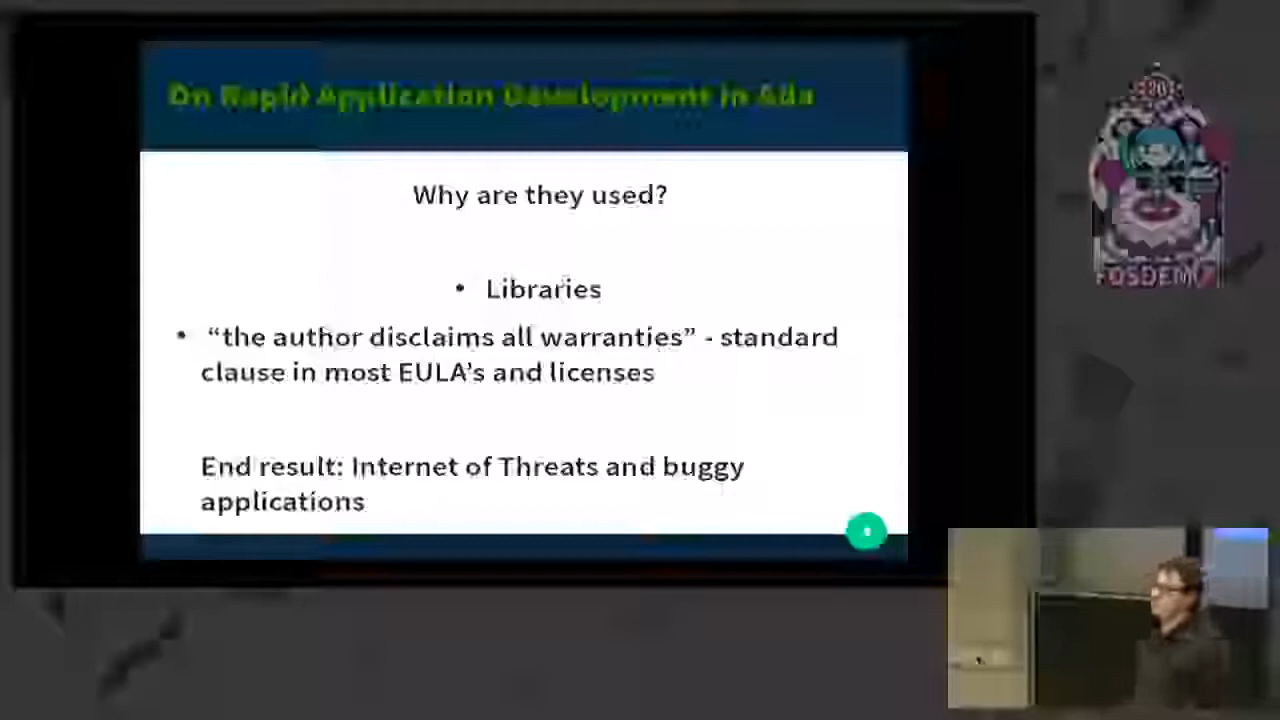 On Rapid Application Development in Ada
Why are they used?
• Libraries
• “the author disclaims all warranties” - standard
clause in most EULA’s and licenses
End result: Internet of Threats and buggy
applications
FOSDEM